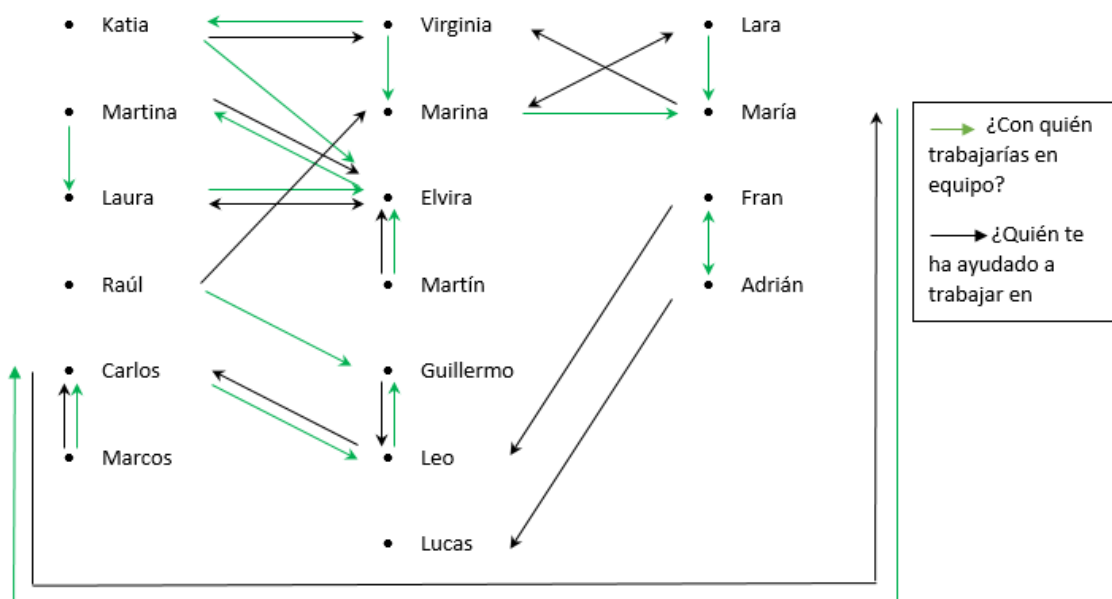 Katia Virginia Lara
Martina Marina María
Laura Elvira Fran
Raúl Martín Adrián
Carlos Guillermo
Marcos Leo
Lucas
¿Con quién
trabajarías en
equipo?
¿Quién te
ha ayudado a
trabajar en